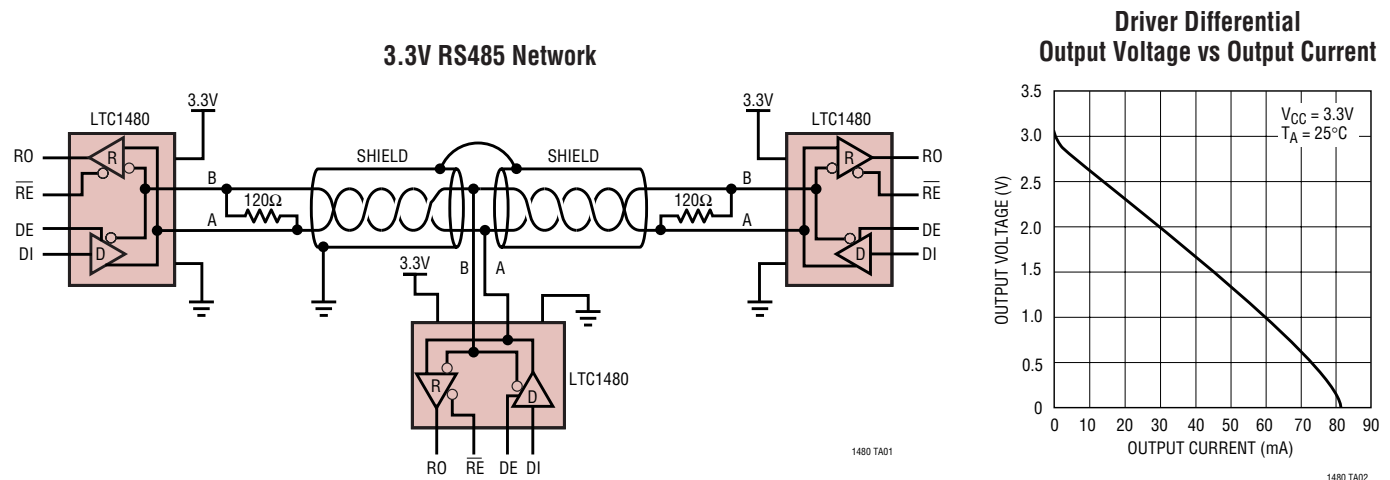 3.3V RS485 Network
LTC1480
3.3V
RO
R̅E̅
DE
DI
R
D
B
A
120Ω
SHIELD
SHIELD
3.3V
LTC1480
B
A
120Ω
R
D
RO
R̅E̅
DE
DI
3.3V
B
A
R
D
LTC1480
RO
R̅E̅
DE
DI
1480 TA01
Driver Differential
Output Voltage vs Output Current
VCC = 3.3V
TA = 25°C
OUTPUT VOLTAGE (V)
3.5
3.0
2.5
2.0
1.5
1.0
0.5
0
0 10 20 30 40 50 60 70 80 90
OUTPUT CURRENT (mA)
1480 TA02